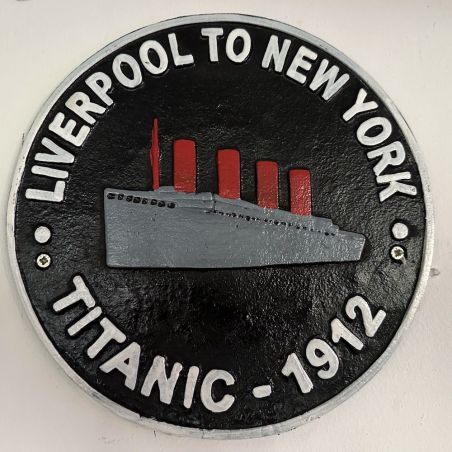 LIVERPOOL TO NEW YORK
TITANIC - 1912